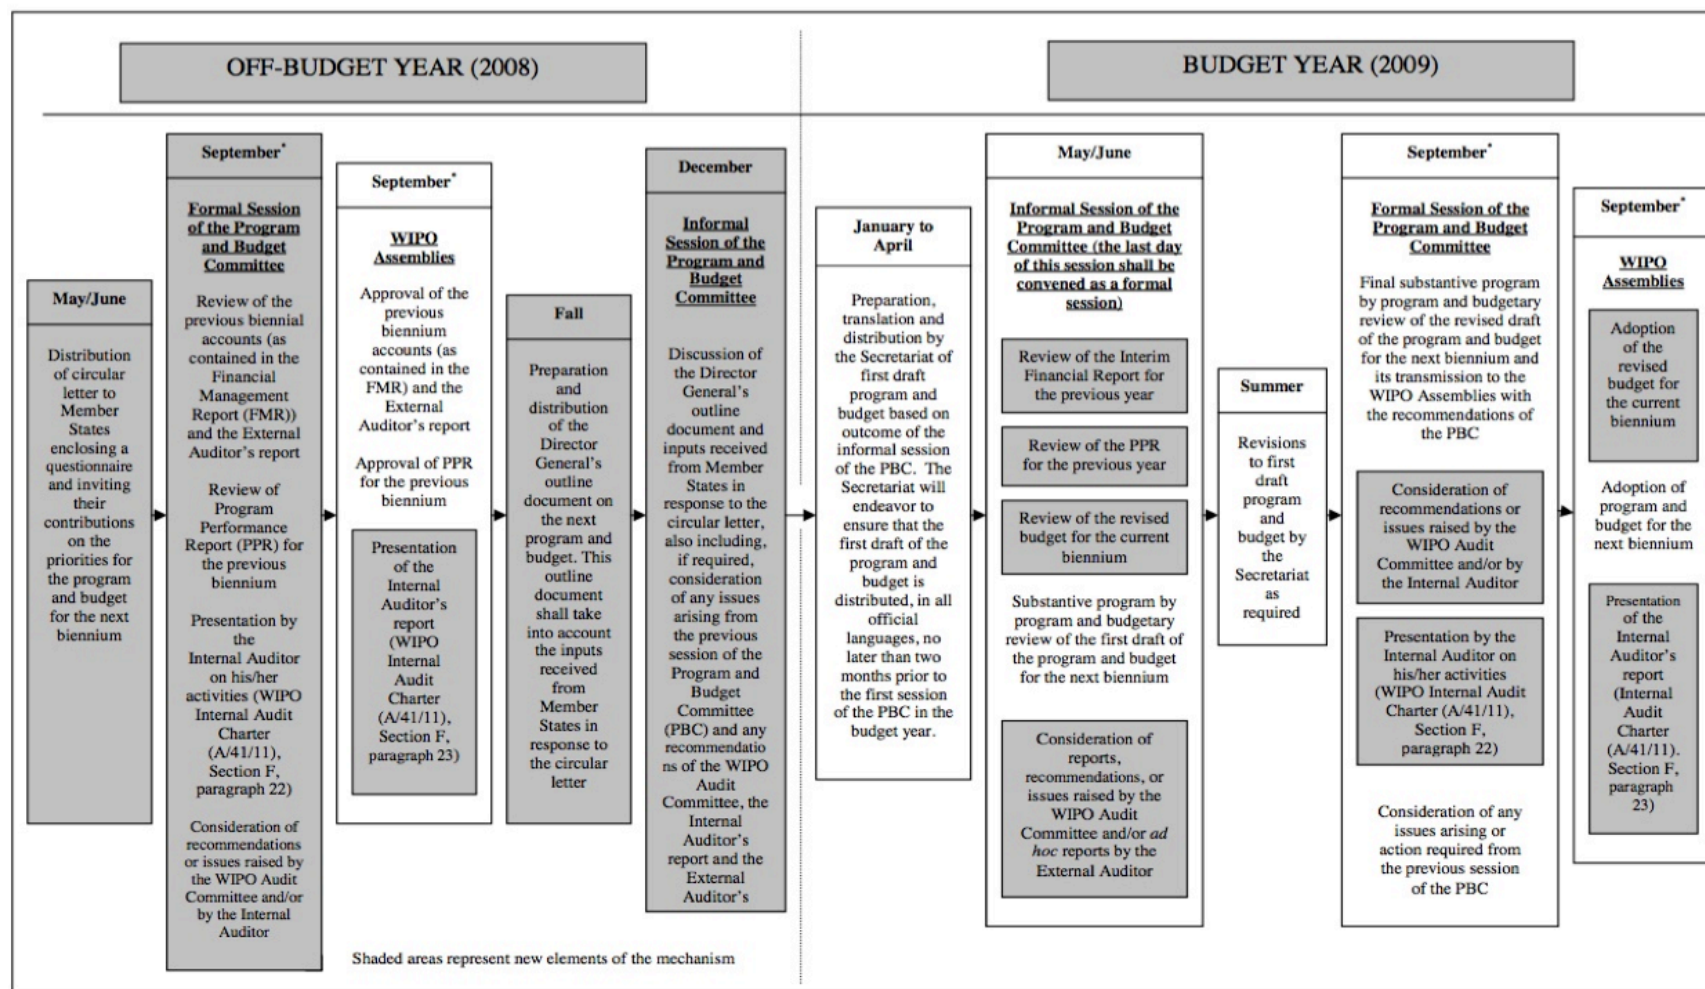 OFF-BUDGET YEAR (2008)
BUDGET YEAR (2009)
May/June
Distribution
of circular
letter to
Member
States
enclosing a
questionnaire
and inviting
their
contributions
on the
priorities for
the program
and budget
for the next
biennium
September*
Formal Session
of the Program
and Budget
Committee
Review of the
previous biennial
accounts (as
contained in the
Financial
Management
Report (FMR))
and the External
Auditor's report
Review of
Program
Performance
Report (PPR) for
the previous
biennium
Presentation by
the
Internal Auditor
on his/her
activities (WIPO
Internal Audit
Charter
(A/41/11),
Section F,
paragraph 22)
Consideration of
recommendations
or issues raised by
the WIPO Audit
Committee and/or
by the Internal
Auditor
September*
WIPO
Assemblies
Approval of the
previous
biennium
accounts (as
contained in the
FMR) and the
External
Auditor's report
Approval of PPR
for the previous
biennium
Presentation
of the
Internal
Auditor's
report
(WIPO
Internal
Audit
Charter
(A/41/11),
Section F,
paragraph 23)
Fall
Preparation
and
distribution
of the
Director
General's
outline
document on
the next
program and
budget. This
outline
document
shall take
into account
the inputs
received
from
Member
States in
response to
the circular
letter
December
Informal
Session of the
Program and
Budget
Committee
Discussion of
the Director
General's
outline
document and
inputs received
from Member
States in
response to the
circular letter,
also including,
if required,
consideration
of any issues
arising from
the previous
session of the
Program and
Budget
Committee
(PBC) and any
recommendatio
ns of the WIPO
Audit
Committee, the
Internal
Auditor's
report and the
External
Auditor's
January to
April
Preparation,
translation and
distribution by
the Secretariat of
first draft
program and
budget based on
outcome of the
informal session
of the PBC. The
Secretariat will
endeavor to
ensure that the
first draft of the
program and
budget is
distributed, in all
official
languages, no
later than two
months prior to
the first session
of the PBC in the
budget year.
May/June
Informal Session of the
Program and Budget
Committee (the last day
of this session shall be
convened as a formal
session)
Review of the Interim
Financial Report for
the previous year
Review of the PPR
for the previous year
Review of the revised
budget for the current
biennium
Substantive program by
program and budgetary
review of the first draft of
the program and budget
for the next biennium
Consideration of
reports,
recommendations, or
issues raised by the
WIPO Audit
Committee and/or ad
hoc reports by the
External Auditor
Summer
Revisions
to first
draft
program
and
budget by
the
Secretariat
as
required
September*
Formal Session of the
Program and Budget
Committee
Final substantive program
by program and budgetary
review of the revised draft
of the program and budget
for the next biennium and
its transmission to the
WIPO Assemblies with
the recommendations of
the PBC
Consideration of
recommendations or
issues raised by the
WIPO Audit
Committee and/or by
the Internal Auditor
Presentation by the
Internal Auditor on
his/her activities
(WIPO Internal Audit
Charter (A/41/11),
Section F,
paragraph 22)
Consideration of any
issues arising or
action required from
the previous session
of the PBC
September*
WIPO
Assemblies
Adoption
of the
revised
budget for
the current
biennium
Adoption of
program and
budget for the
next biennium
Presentation
of the
Internal
Auditor's
report
(Internal
Audit
Charter
(A/41/11).
Section F,
paragraph
23)
Shaded areas represent new elements of the mechanism